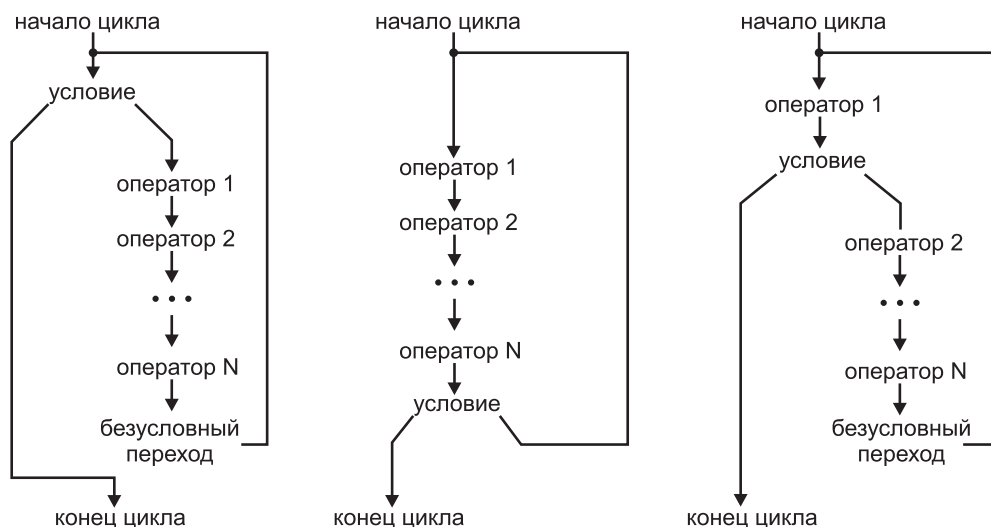 начало цикла
условие
оператор 1
оператор 2
• • •
оператор N
безусловный
переход
конец цикла
начало цикла
оператор 1
оператор 2
• • •
оператор N
условие
конец цикла
начало цикла
оператор 1
условие
оператор 2
• • •
оператор N
безусловный
переход
конец цикла